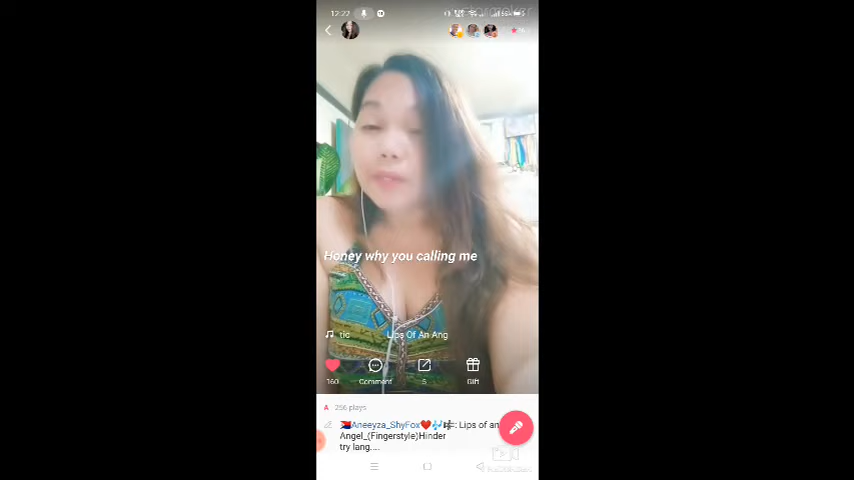 12:22
Honey why you calling me
tic Lips Of An Ang
160 Comment 5 Gift
256 plays
Aneeyza_ShyFox❤️🎶: Lips of an
Angel_(Fingerstyle)Hinder
try lang....